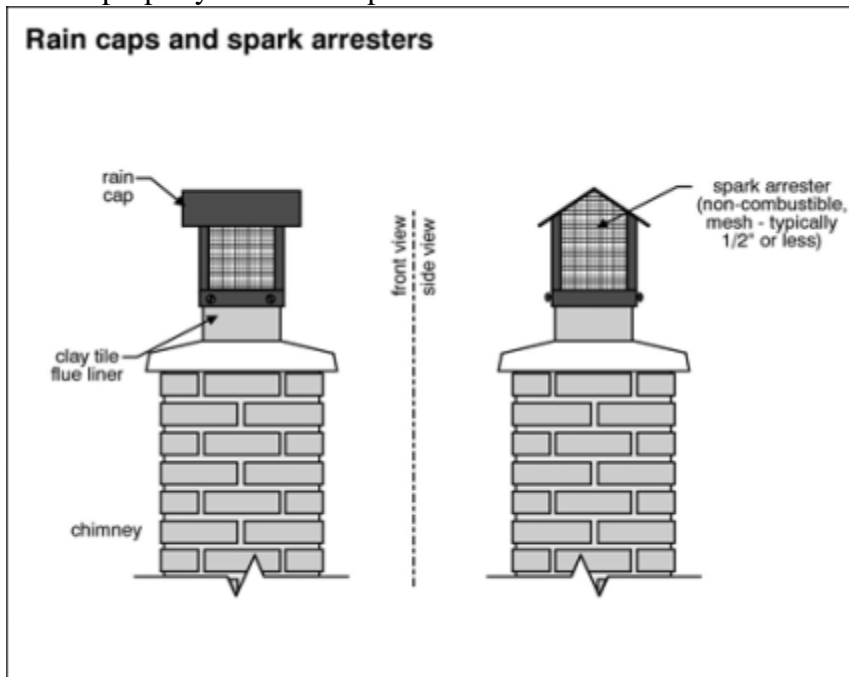 Rain caps and spark arresters
rain
cap
spark arrester
(non-combustible,
mesh - typically
1/2" or less)
front view
side view
clay tile
flue liner
chimney